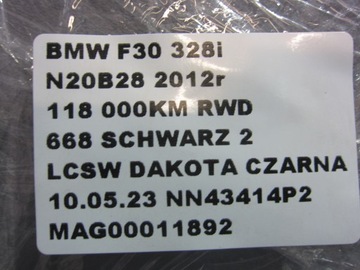 BMW F30 328i
N20B28 2012r
118 000KM RWD
668 SCHWARZ 2
LCSW DAKOTA CZARNA
10.05.23 NN43414P2
MAG00011892